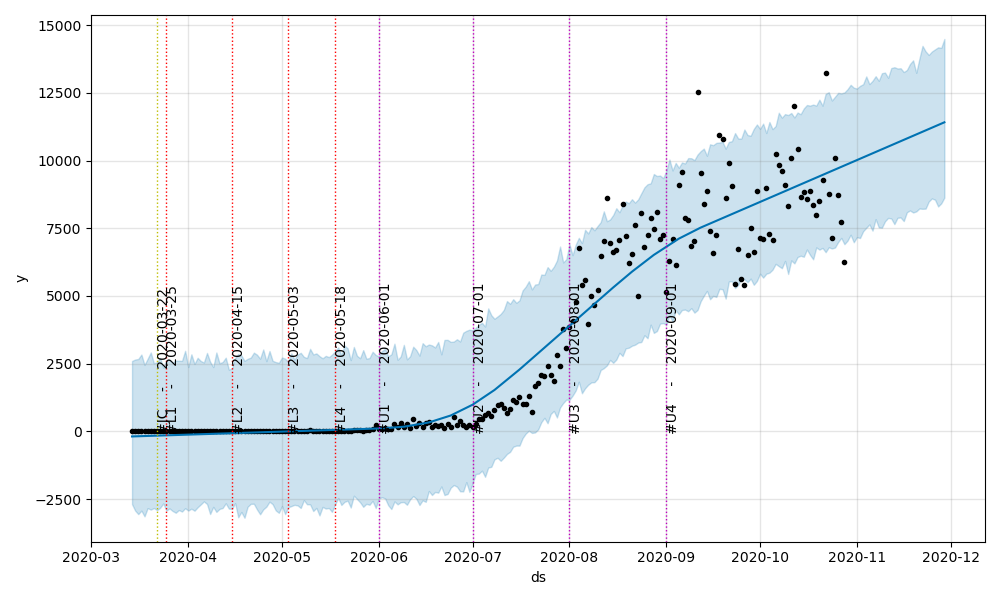 15000
12500
10000
7500
5000
2500
0
−2500
y
#JC - 2020-03-22
#L1 - 2020-03-25
#L2 - 2020-04-15
#L3 - 2020-05-03
#L4 - 2020-05-18
#U1 - 2020-06-01
#U2 - 2020-07-01
#U3 - 2020-08-01
#U4 - 2020-09-01
2020-03 2020-04 2020-05 2020-06 2020-07 2020-08 2020-09 2020-10 2020-11 2020-12
ds